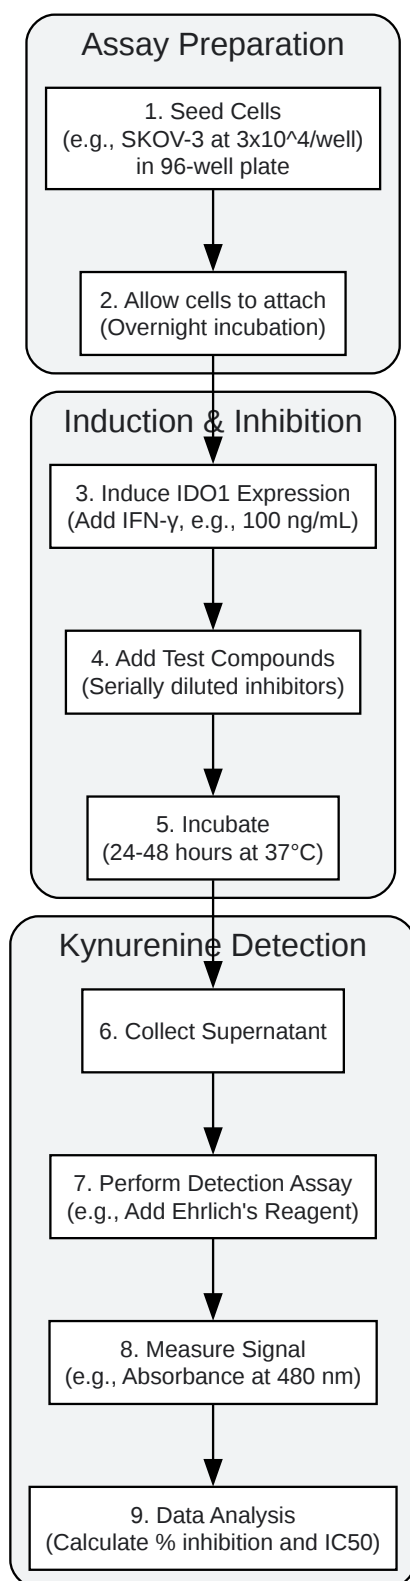 Assay Preparation
1. Seed Cells
(e.g., SKOV-3 at 3x10^4/well)
in 96-well plate
2. Allow cells to attach
(Overnight incubation)
Induction & Inhibition
3. Induce IDO1 Expression
(Add IFN-γ, e.g., 100 ng/mL)
4. Add Test Compounds
(Serially diluted inhibitors)
5. Incubate
(24-48 hours at 37°C)
Kynurenine Detection
6. Collect Supernatant
7. Perform Detection Assay
(e.g., Add Ehrlich's Reagent)
8. Measure Signal
(e.g., Absorbance at 480 nm)
9. Data Analysis
(Calculate % inhibition and IC50)